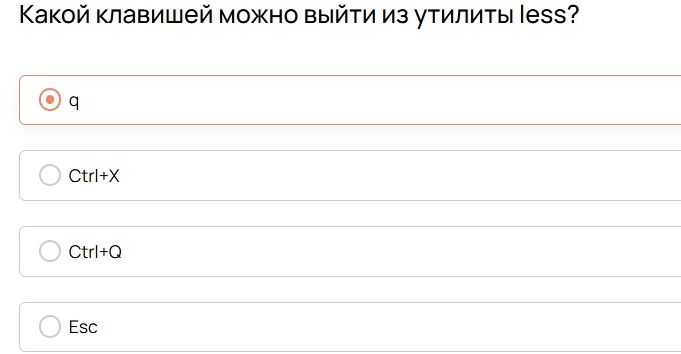 Какой клавишей можно выйти из утилиты less?
q
Ctrl+X
Ctrl+Q
Esc